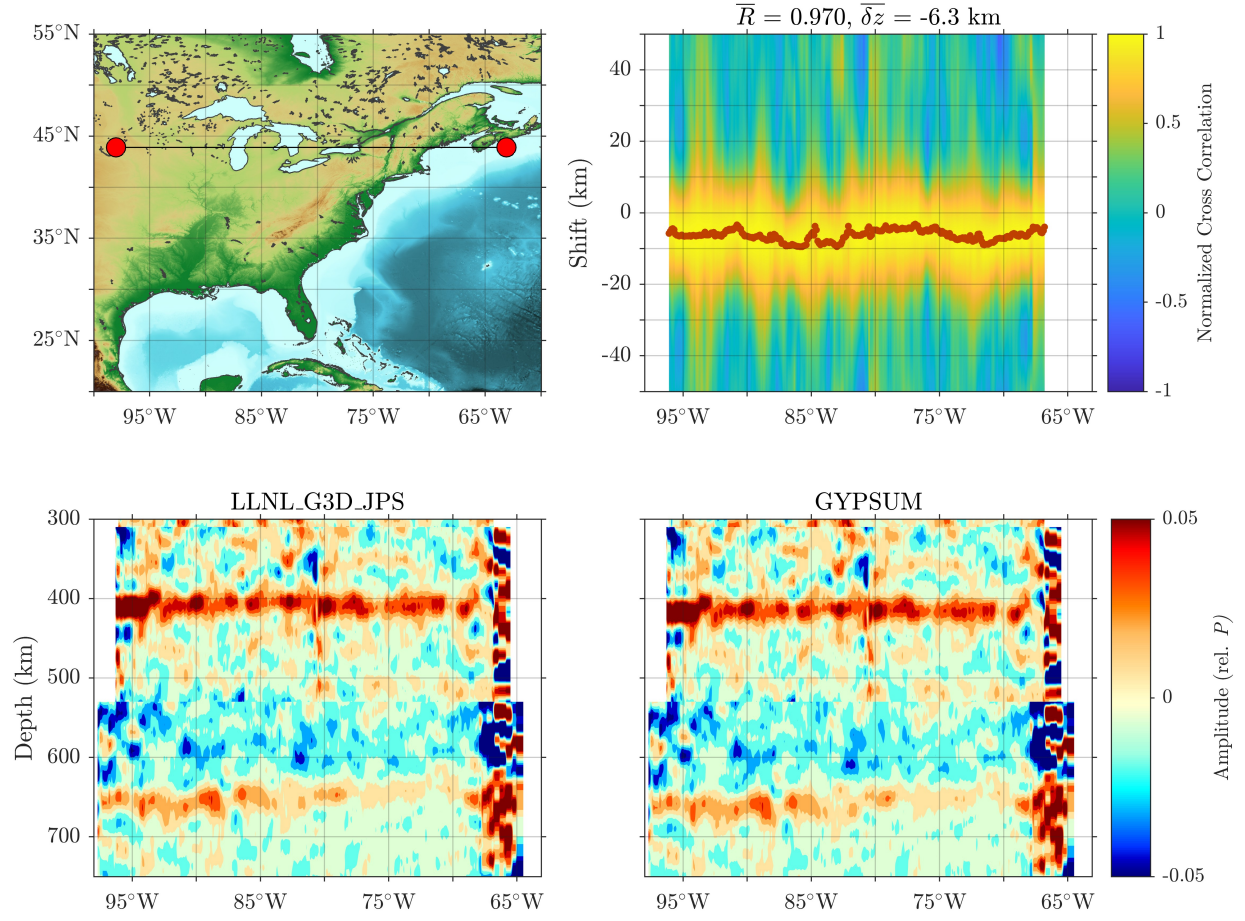 55°N
45°N
35°N
25°N
95°W
85°W
75°W
65°W
R̅ = 0.970, δz̅ = -6.3 km
Shift (km)
40
20
0
-20
-40
95°W
85°W
75°W
65°W
1
0.5
0
-0.5
-1
Normalized Cross Correlation
LLNL_G3D_JPS
Depth (km)
300
400
500
600
700
95°W
85°W
75°W
65°W
GYPSUM
95°W
85°W
75°W
65°W
0.05
0
-0.05
Amplitude (rel. P)